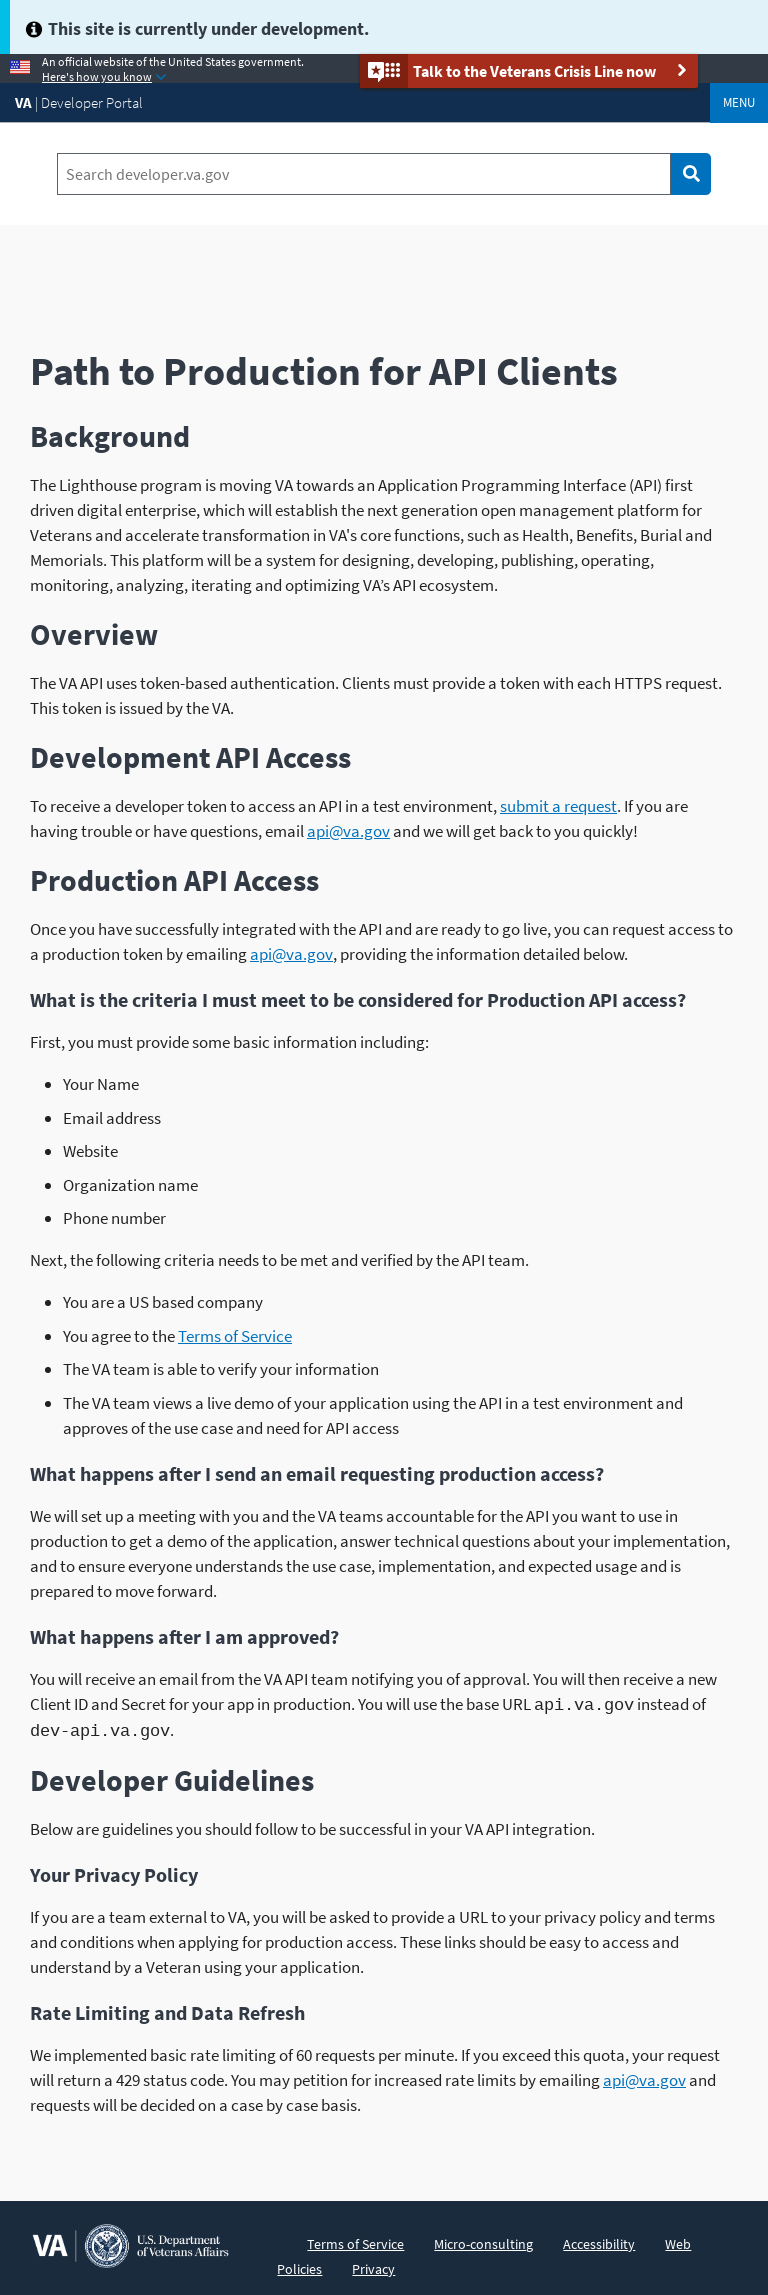 This site is currently under development.
An official website of the United States government.
Here's how you know
Talk to the Veterans Crisis Line now
VA | Developer Portal
MENU
Search developer.va.gov
Path to Production for API Clients
Background
The Lighthouse program is moving VA towards an Application Programming Interface (API) first
driven digital enterprise, which will establish the next generation open management platform for
Veterans and accelerate transformation in VA's core functions, such as Health, Benefits, Burial and
Memorials. This platform will be a system for designing, developing, publishing, operating,
monitoring, analyzing, iterating and optimizing VA’s API ecosystem.
Overview
The VA API uses token-based authentication. Clients must provide a token with each HTTPS request.
This token is issued by the VA.
Development API Access
To receive a developer token to access an API in a test environment, submit a request. If you are
having trouble or have questions, email api@va.gov and we will get back to you quickly!
Production API Access
Once you have successfully integrated with the API and are ready to go live, you can request access to
a production token by emailing api@va.gov, providing the information detailed below.
What is the criteria I must meet to be considered for Production API access?
First, you must provide some basic information including:
• Your Name
• Email address
• Website
• Organization name
• Phone number
Next, the following criteria needs to be met and verified by the API team.
• You are a US based company
• You agree to the Terms of Service
• The VA team is able to verify your information
• The VA team views a live demo of your application using the API in a test environment and
approves of the use case and need for API access
What happens after I send an email requesting production access?
We will set up a meeting with you and the VA teams accountable for the API you want to use in
production to get a demo of the application, answer technical questions about your implementation,
and to ensure everyone understands the use case, implementation, and expected usage and is
prepared to move forward.
What happens after I am approved?
You will receive an email from the VA API team notifying you of approval. You will then receive a new
Client ID and Secret for your app in production. You will use the base URL api.va.gov instead of
dev-api.va.gov.
Developer Guidelines
Below are guidelines you should follow to be successful in your VA API integration.
Your Privacy Policy
If you are a team external to VA, you will be asked to provide a URL to your privacy policy and terms
and conditions when applying for production access. These links should be easy to access and
understand by a Veteran using your application.
Rate Limiting and Data Refresh
We implemented basic rate limiting of 60 requests per minute. If you exceed this quota, your request
will return a 429 status code. You may petition for increased rate limits by emailing api@va.gov and
requests will be decided on a case by case basis.
VA
U.S. Department
of Veterans Affairs
Terms of Service Micro-consulting Accessibility Web
Policies Privacy